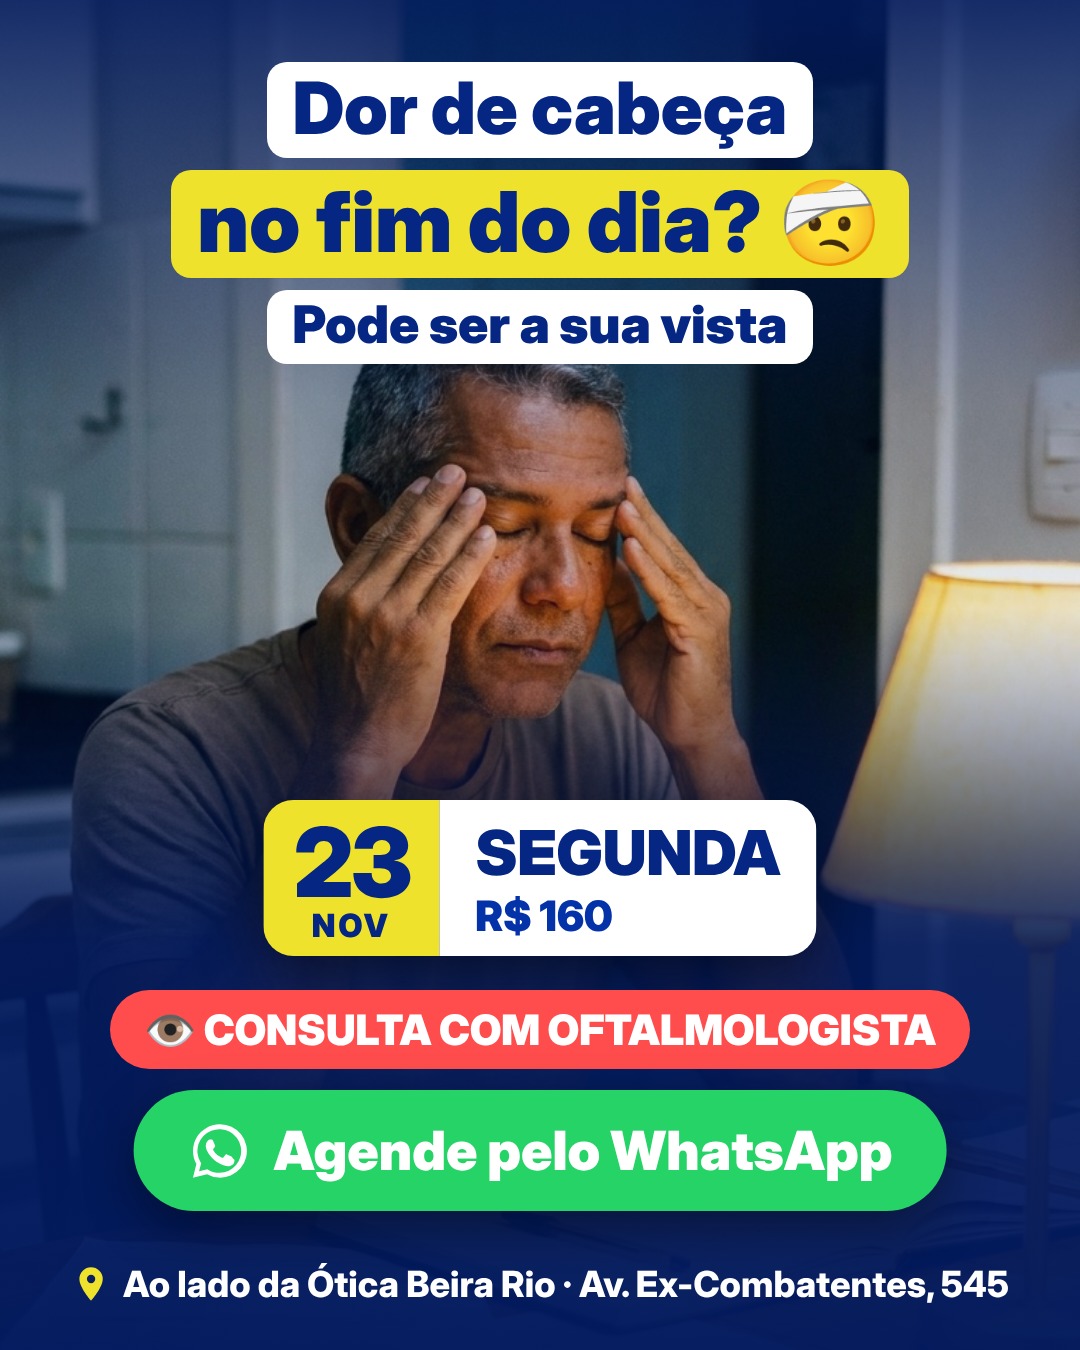 Dor de cabeça
no fim do dia? 🤕
Pode ser a sua vista
23
NOV
SEGUNDA
R$ 160
👁️ CONSULTA COM OFTALMOLOGISTA
Agende pelo WhatsApp
Ao lado da Ótica Beira Rio · Av. Ex-Combatentes, 545